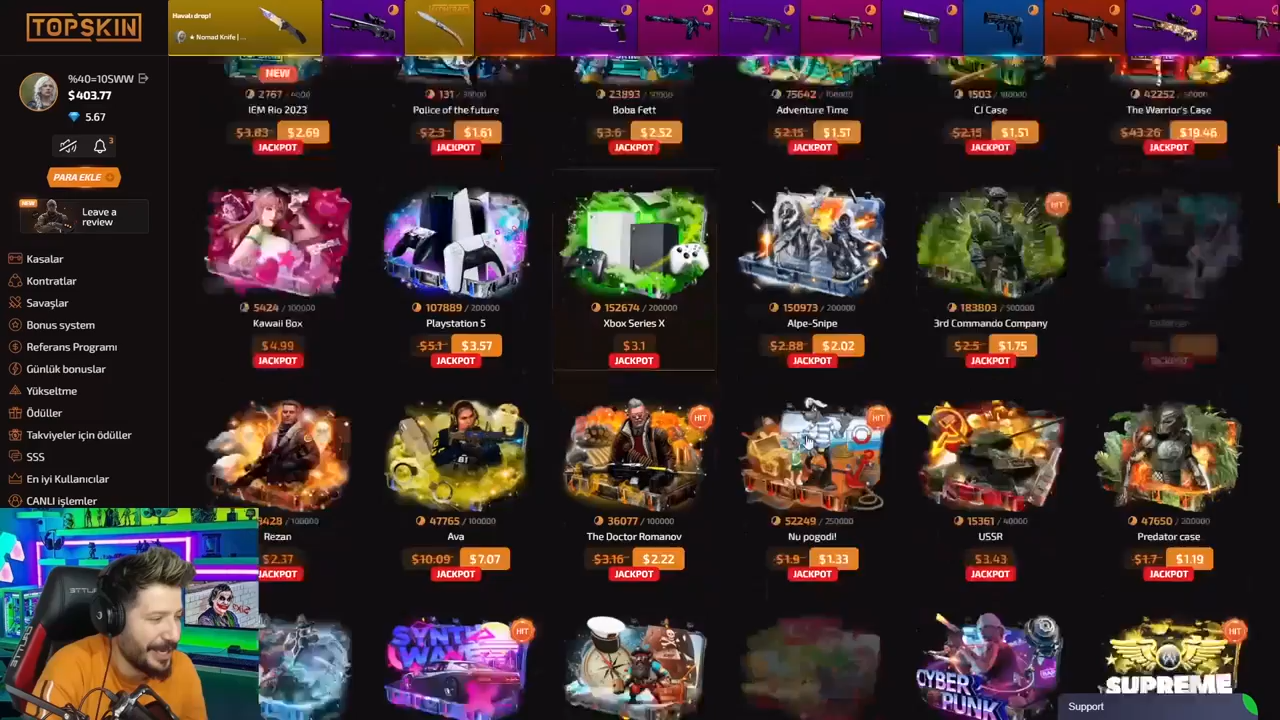 TOPSKIN
Havalı drop!
★ Nomad Knife | ...
%40=10SWW
$403.77
5.67
3
PARA EKLE
NEW
Leave a
review
Kasalar
Kontratlar
Savaşlar
Bonus system
Referans Programı
Günlük bonuslar
Yükseltme
Ödüller
Takviyeler için ödüller
SSS
En iyi Kullanıcılar
CANLI işlemler
NEW
2767
131
23893
75642
1503
42252
IEM Rio 2023
Police of the future
Boba Fett
Adventure Time
CJ Case
The Warrior's Case
$3.83 $2.69
$2.3 $1.61
$3.6 $2.52
$2.15 $1.51
$2.15 $1.51
$43.26 $19.46
JACKPOT
JACKPOT
JACKPOT
JACKPOT
JACKPOT
JACKPOT
HIT
5424 / 100000
107889 / 200000
152674 / 200000
150973 / 200000
183803 /
Kawaii Box
Playstation 5
Xbox Series X
Alpe-Snipe
3rd Commando Company
$4.99
$5.1 $3.57
$3.1
$2.88 $2.02
$2.5 $1.75
JACKPOT
JACKPOT
JACKPOT
JACKPOT
JACKPOT
JACKPOT
HIT
HIT
3428 / 100000
47765 / 100000
36077 / 100000
52249 / 250000
15361 / 40000
47650 / 200000
Rezan
Ava
The Doctor Romanov
Nu pogodi!
USSR
Predator case
$2.37
$10.09 $7.07
$3.16 $2.22
$1.9 $1.33
$3.43
$1.7 $1.19
JACKPOT
JACKPOT
JACKPOT
JACKPOT
JACKPOT
JACKPOT
HIT
HIT
SYNTH
WAVE
CYBER
PUNK
SUPREME
Support